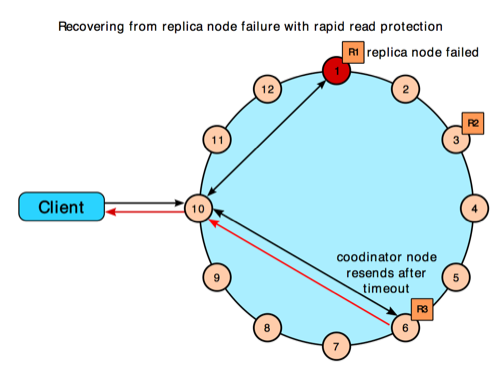 Recovering from replica node failure with rapid read protection
R1
replica node failed
1
12
2
R2
11
3
Client
10
4
coodinator node
resends after
timeout
9
5
R3
8
6
7